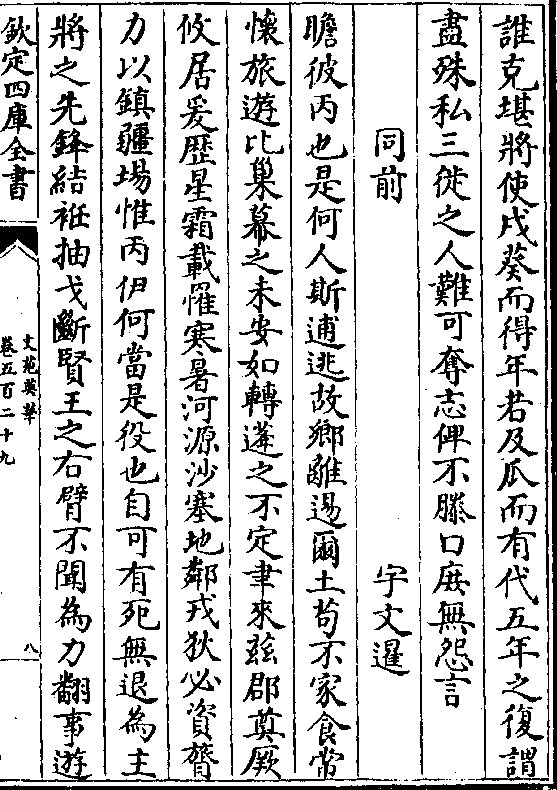 誰克堪將使戍葵而得年若及瓜而有代五年之復謂
盡殊私三徙之人難可奪志俾不滕口庶無怨言
同前 宇文暹
瞻彼丙也是何人斯逋逃故鄉離逷爾土苟不家食常
懷旅遊比巢幕之未安如轉蓬之不定聿來兹郡奠厥
攸居爰歴星霜載罹寒暑河源沙塞地鄰戎狄必資膂
力以鎮疆場惟丙伊何當是役也自可有死無退為主
將之先鋒結袵抽戈斷賢王之右臂不聞為力翻事遊
欽定四庫全書
文苑英華
卷五百二十九
八